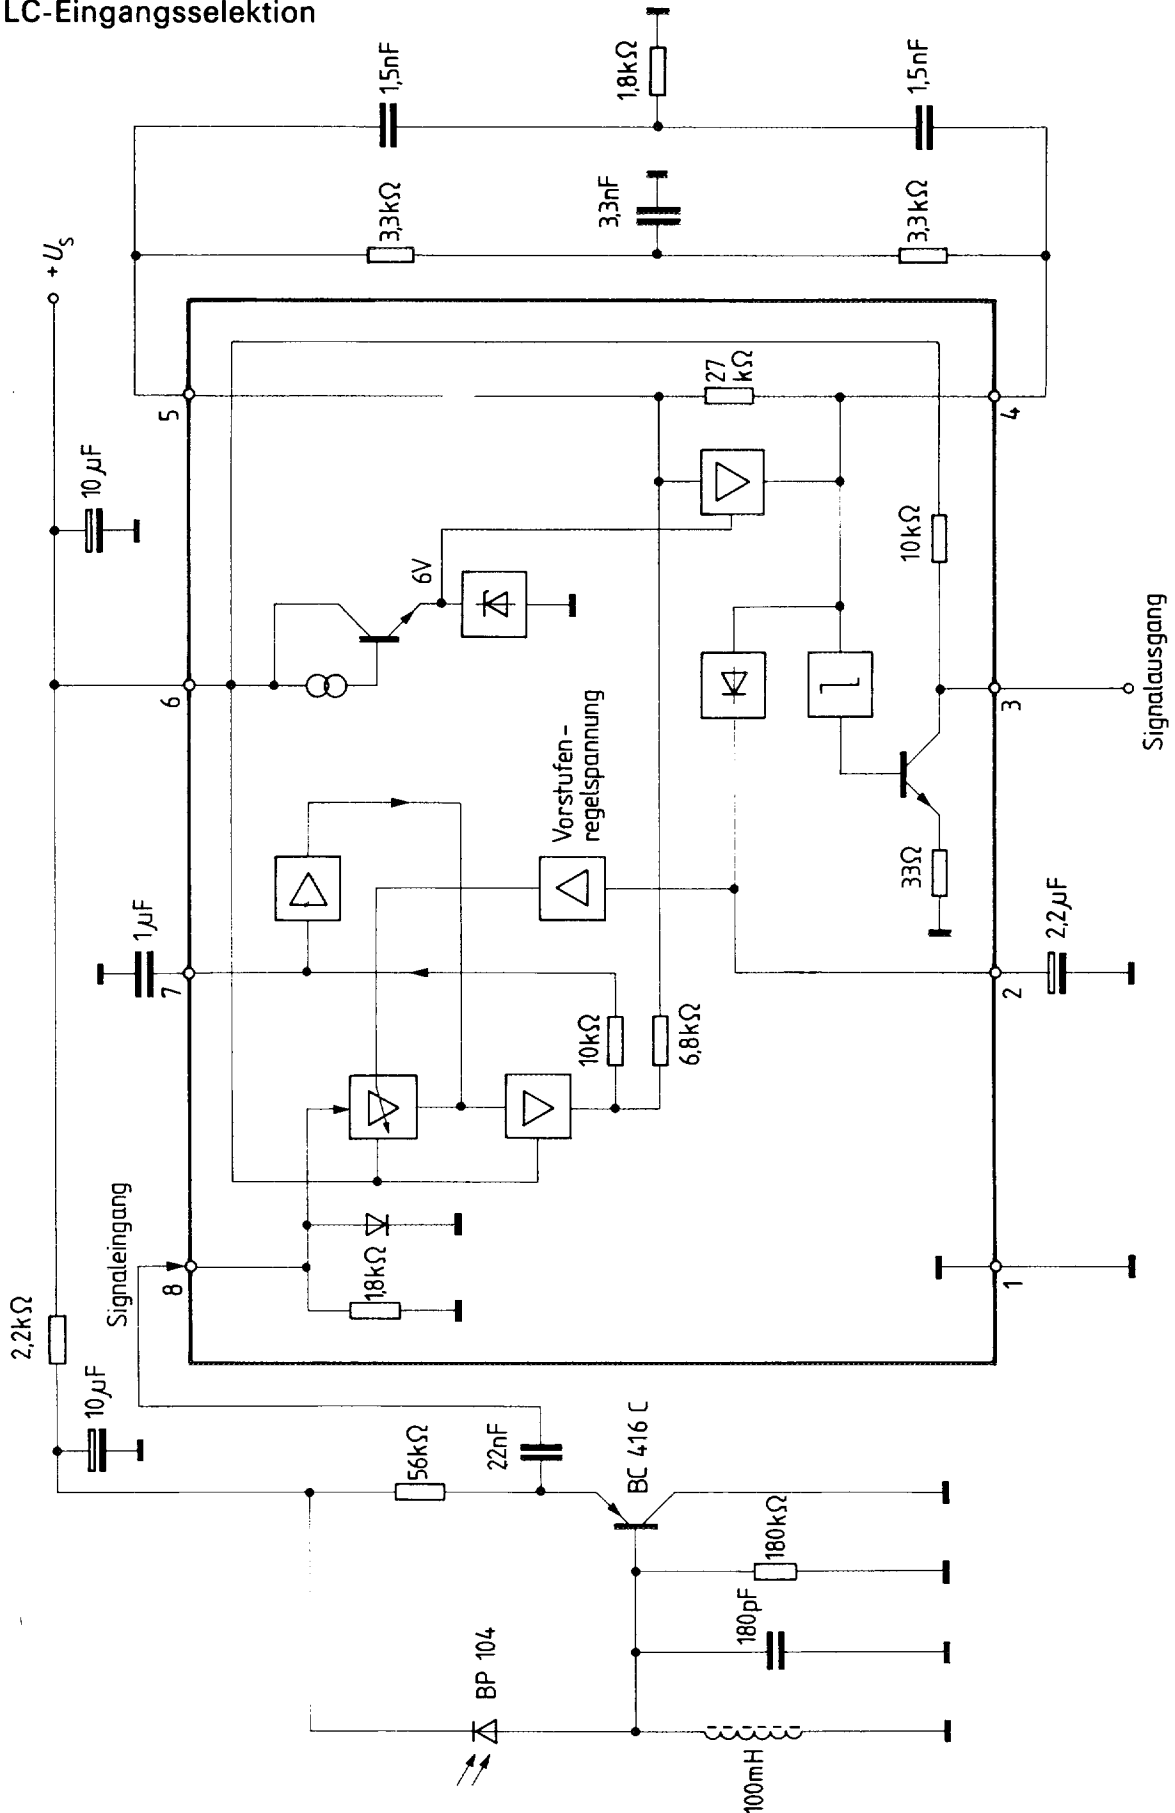 LC-Eingangsselektion
1,5nF
1,8kΩ
1,5nF
3,3kΩ
3,3nF
3,3kΩ
+U_S
10µF
5
27
kΩ
4
6V
10kΩ
6
3
Signalausgang
Vorstufen-
regelspannung
1µF
7
33Ω
2,2µF
2
10kΩ
6,8kΩ
Signaleingang
8
1,8kΩ
1
2,2kΩ
10µF
56kΩ
22nF
BC 416 C
180kΩ
180pF
BP 104
100mH